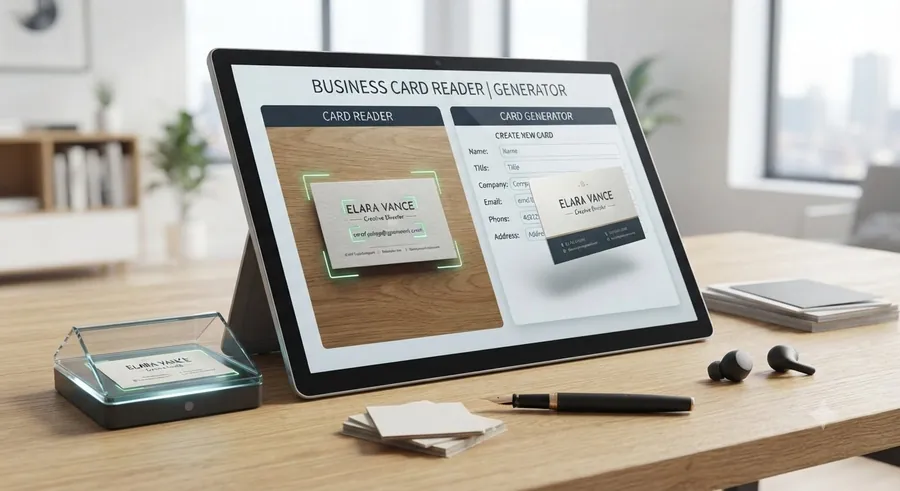 BUSINESS CARD READER | GENERATOR
CARD READER
ELARA VANCE
Creative Director
CARD GENERATOR
CREATE NEW CARD
Name: Name
Title: Title
Company:
Email:
Phone:
Address:
ELARA VANCE
Creative Director
ELARA VANCE